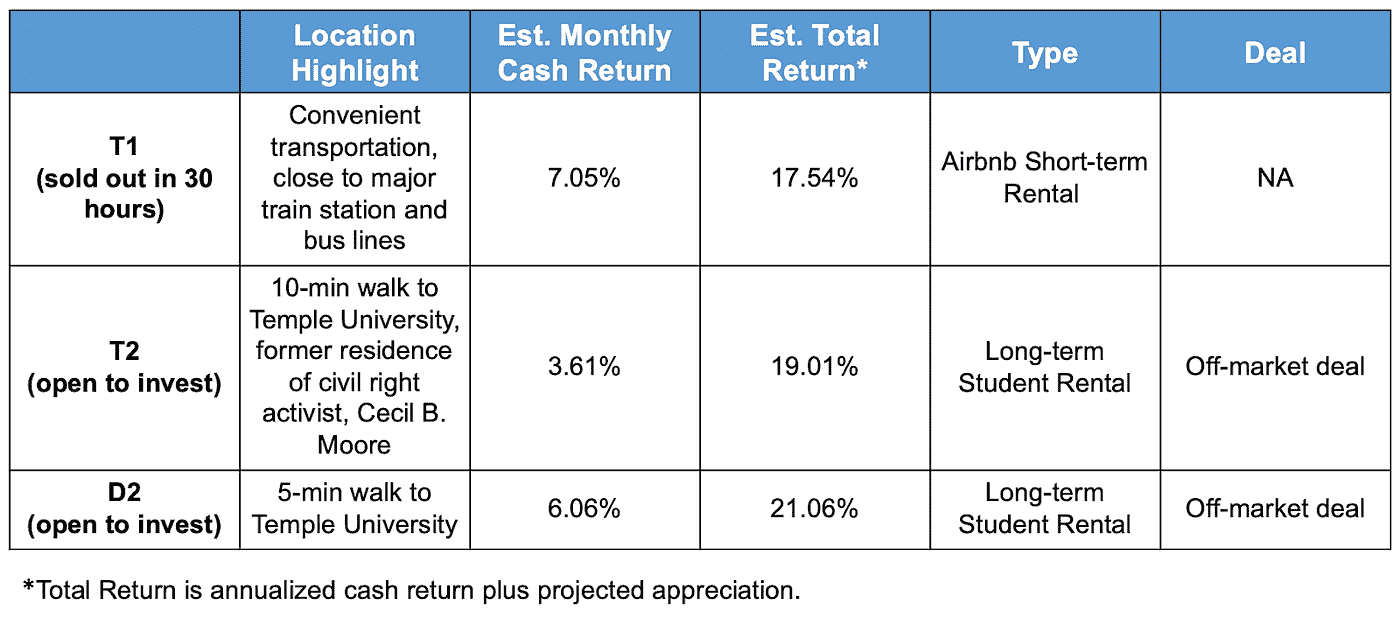 Location
Highlight
Est. Monthly
Cash Return
Est. Total
Return*
Type
Deal
T1
(sold out in 30
hours)
Convenient
transportation,
close to major
train station and
bus lines
7.05%
17.54%
Airbnb Short-term
Rental
NA
T2
(open to invest)
10-min walk to
Temple University,
former residence
of civil right
activist, Cecil B.
Moore
3.61%
19.01%
Long-term
Student Rental
Off-market deal
D2
(open to invest)
5-min walk to
Temple University
6.06%
21.06%
Long-term
Student Rental
Off-market deal
*Total Return is annualized cash return plus projected appreciation.